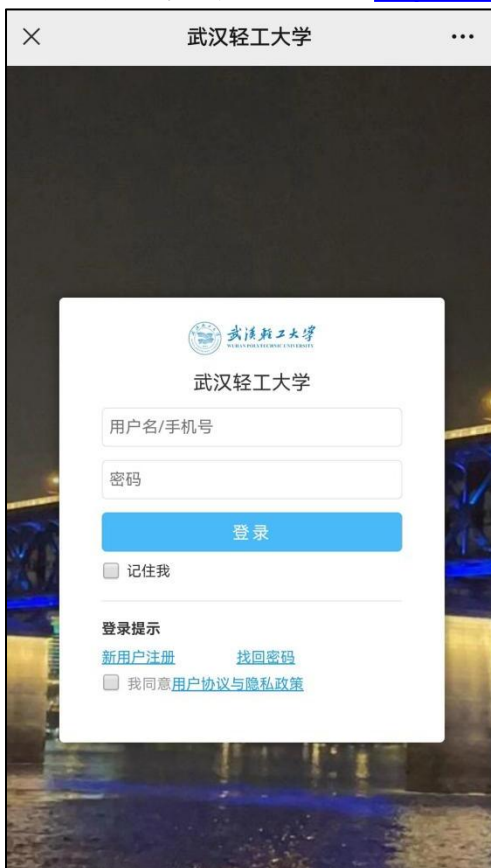 武汉轻工大学
武汉轻工大学
WUHAN POLYTECHNIC UNIVERSITY
武汉轻工大学
用户名/手机号
密码
登录
记住我
登录提示
新用户注册 找回密码
我同意用户协议与隐私政策